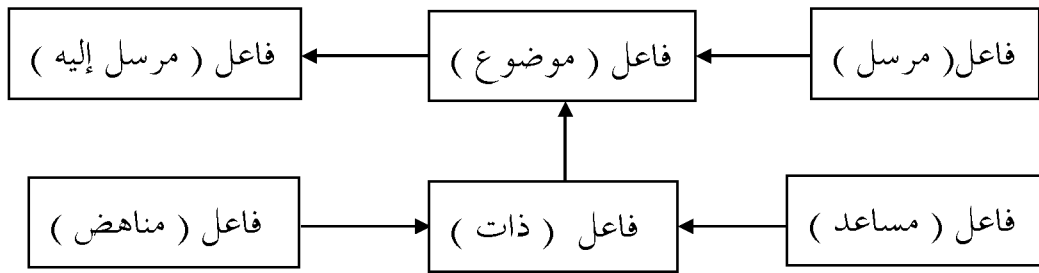 فاعل( مرسل )
فاعل ( موضوع )
فاعل ( مرسل إليه )
فاعل ( مساعد )
فاعل ( ذات )
فاعل ( مناهض )